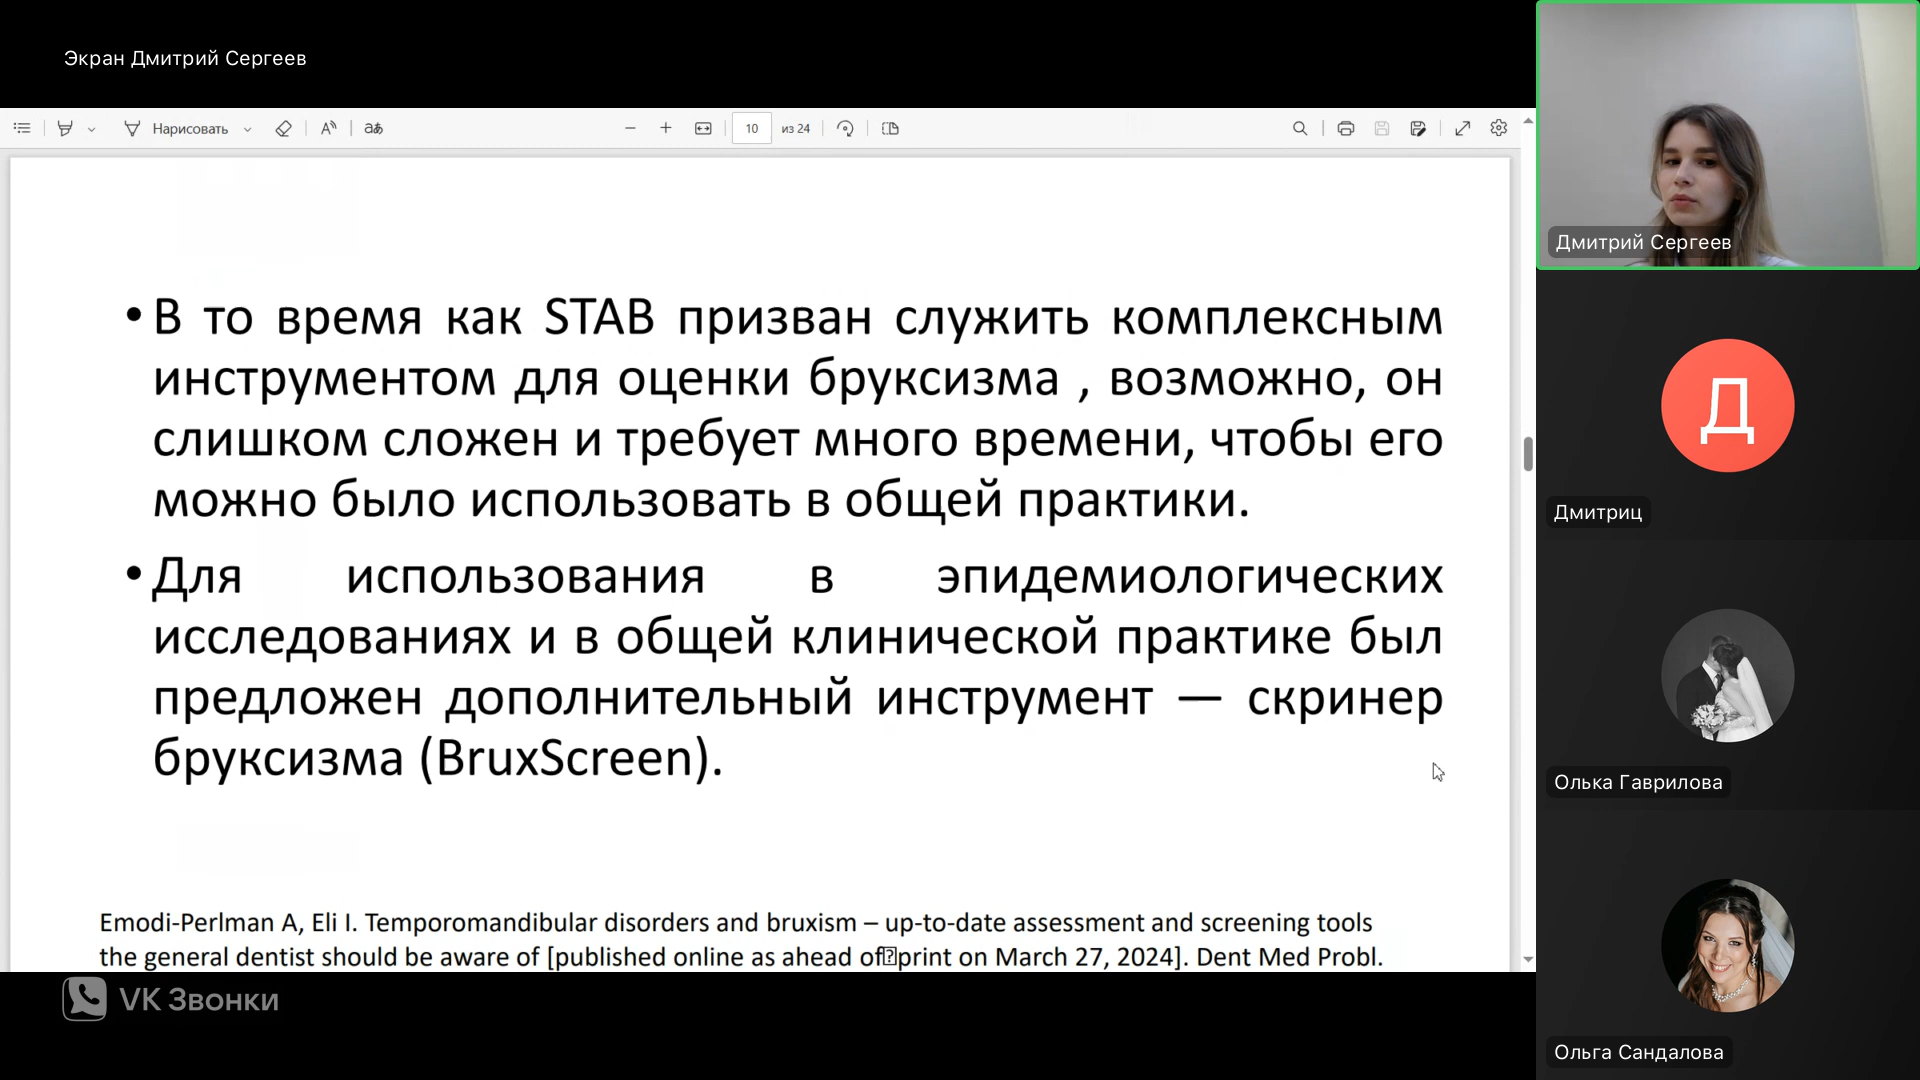 Экран Дмитрий Сергеев
Нарисовать
10 из 24
• В то время как STAB призван служить комплексным
инструментом для оценки бруксизма , возможно, он
слишком сложен и требует много времени, чтобы его
можно было использовать в общей практики.
• Для использования в эпидемиологических
исследованиях и в общей клинической практике был
предложен дополнительный инструмент — скринер
бруксизма (BruxScreen).
Emodi-Perlman A, Eli I. Temporomandibular disorders and bruxism – up-to-date assessment and screening tools
the general dentist should be aware of [published online as ahead of⍰print on March 27, 2024]. Dent Med Probl.
VK Звонки
Дмитрий Сергеев
Дмитриц
Д
Олька Гаврилова
Ольга Сандалова